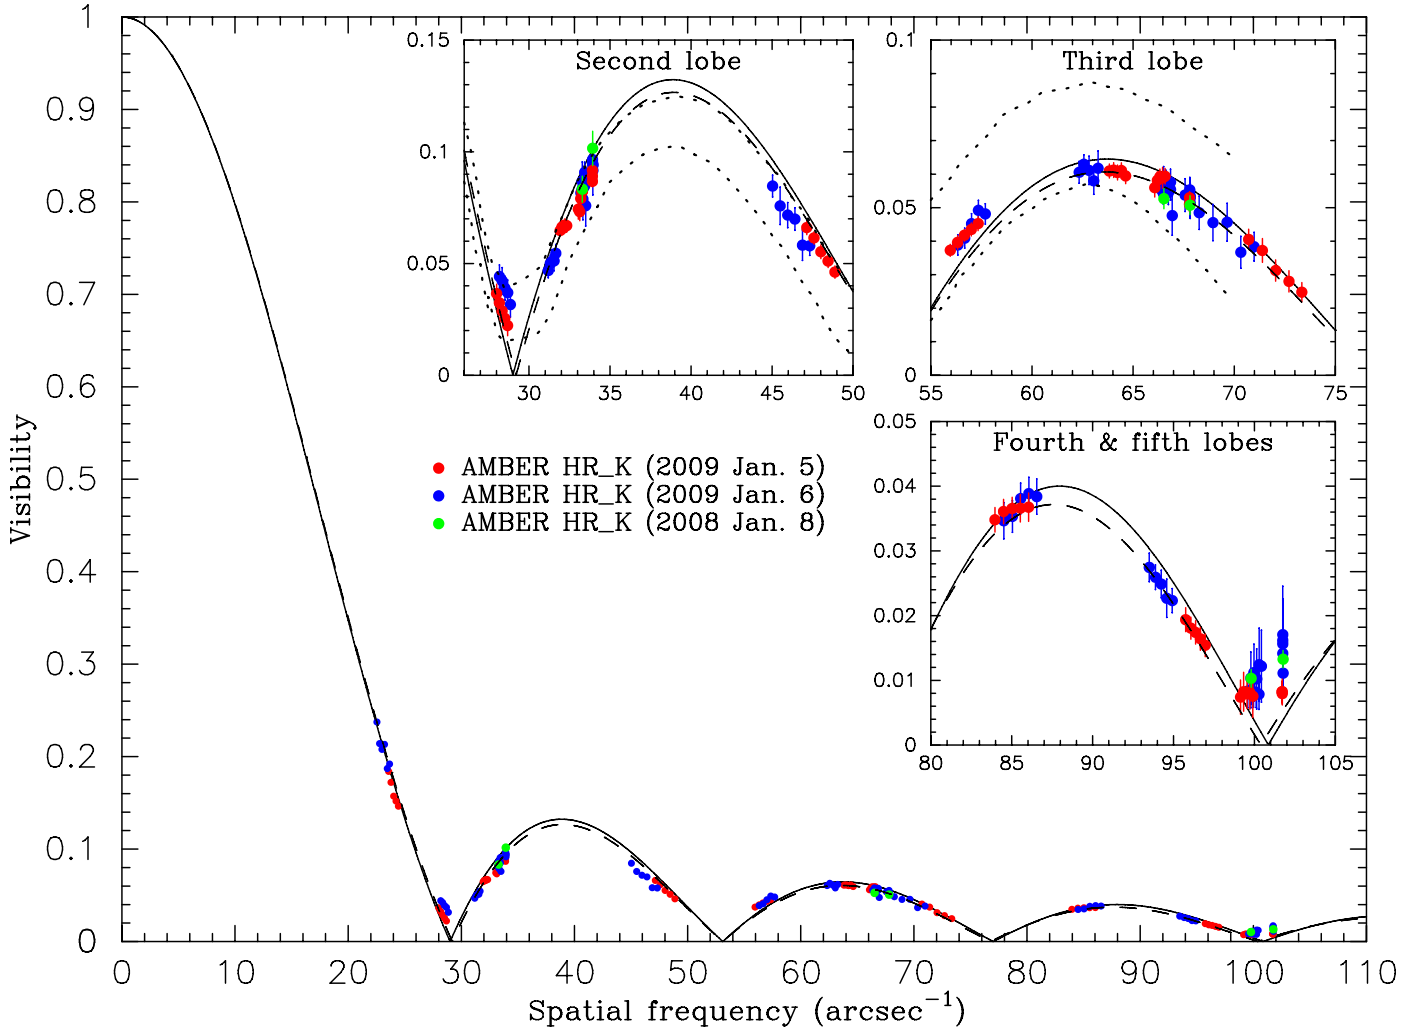 1
0.9
0.8
0.7
0.6
0.5
0.4
0.3
0.2
0.1
0
0 10 20 30 40 50 60 70 80 90 100 110
Visibility
Spatial frequency (arcsec⁻¹)
Second lobe
0.15
0.1
0.05
0
30 35 40 45 50
Third lobe
0.1
0.05
0
55 60 65 70 75
AMBER HR_K (2009 Jan. 5)
AMBER HR_K (2009 Jan. 6)
AMBER HR_K (2008 Jan. 8)
Fourth & fifth lobes
0.05
0.04
0.03
0.02
0.01
0
80 85 90 95 100 105